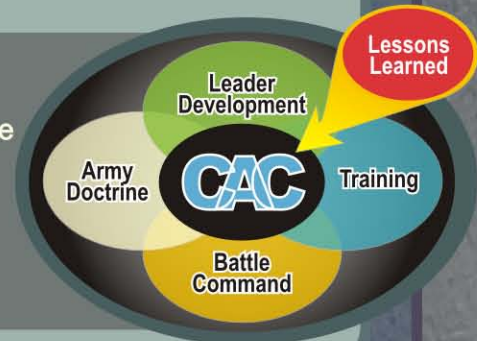 Lessons
Learned
Leader
Development
e
Army
Doctrine
CAC
Training
Battle
Command